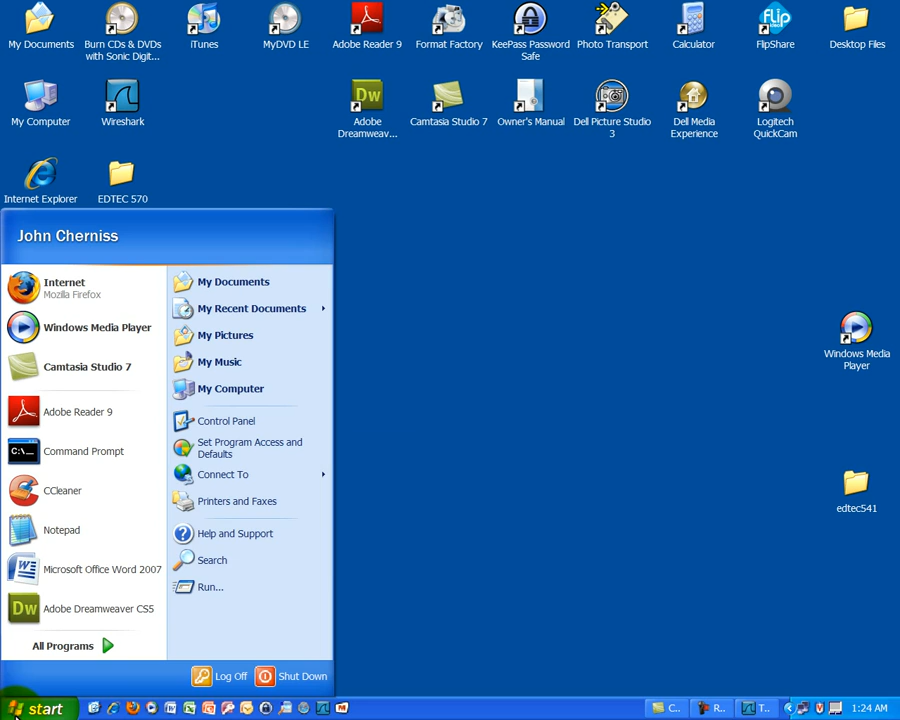 My Documents
Burn CDs & DVDs
with Sonic Digit...
iTunes
MyDVD LE
Adobe Reader 9
Format Factory
KeePass Password
Safe
Photo Transport
Calculator
flip
FlipShare
Desktop Files
My Computer
Wireshark
Dw
Adobe
Dreamweav...
Camtasia Studio 7
Owner's Manual
Dell Picture Studio
3
Dell Media
Experience
Logitech
QuickCam
Internet Explorer
EDTEC 570
John Cherniss
Internet
Mozilla Firefox
Windows Media Player
Camtasia Studio 7
Adobe Reader 9
C:\_
Command Prompt
CCleaner
Notepad
W
Microsoft Office Word 2007
Dw
Adobe Dreamweaver CS5
All Programs
My Documents
My Recent Documents
My Pictures
My Music
My Computer
Control Panel
Set Program Access and
Defaults
Connect To
Printers and Faxes
Help and Support
Search
Run...
Log Off
Shut Down
Windows Media
Player
edtec541
start
C..
R..
T...
1:24 AM